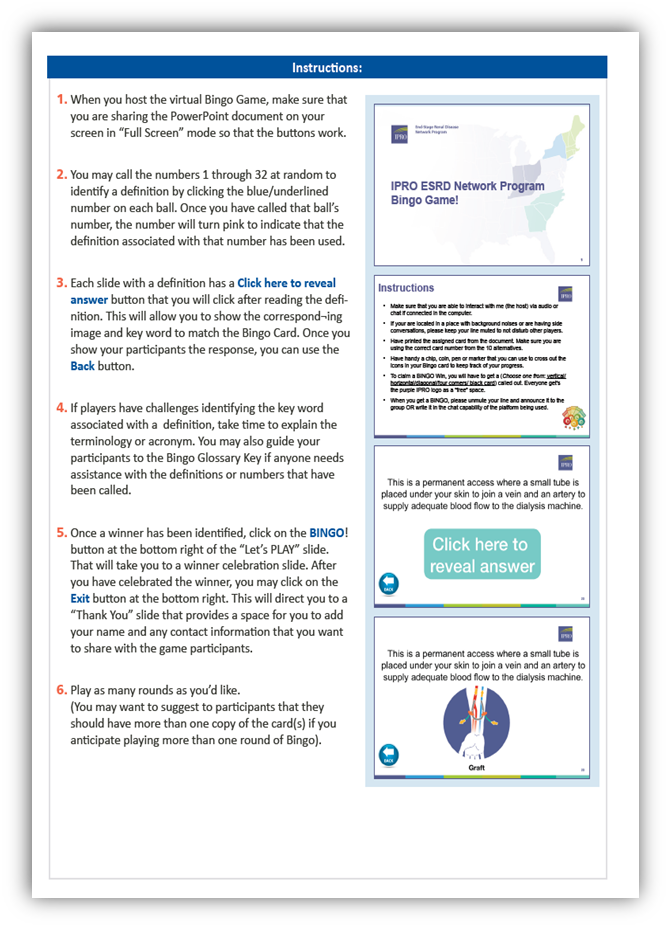 Instructions:
1. When you host the virtual Bingo Game, make sure that
you are sharing the PowerPoint document on your
screen in “Full Screen” mode so that the buttons work.
2. You may call the numbers 1 through 32 at random to
identify a definition by clicking the blue/underlined
number on each ball. Once you have called that ball’s
number, the number will turn pink to indicate that the
definition associated with that number has been used.
3. Each slide with a definition has a Click here to reveal
answer button that you will click after reading the defi-
nition. This will allow you to show the correspond¬ing
image and key word to match the Bingo Card. Once you
show your participants the response, you can use the
Back button.
4. If players have challenges identifying the key word
associated with a definition, take time to explain the
terminology or acronym. You may also guide your
participants to the Bingo Glossary Key if anyone needs
assistance with the definitions or numbers that have
been called.
5. Once a winner has been identified, click on the BINGO!
button at the bottom right of the “Let’s PLAY” slide.
That will take you to a winner celebration slide. After
you have celebrated the winner, you may click on the
Exit button at the bottom right. This will direct you to a
“Thank You” slide that provides a space for you to add
your name and any contact information that you want
to share with the game participants.
6. Play as many rounds as you’d like.
(You may want to suggest to participants that they
should have more than one copy of the card(s) if you
anticipate playing more than one round of Bingo).
IPRO
End-Stage Renal Disease
Network Program
IPRO ESRD Network Program
Bingo Game!
Instructions
IPRO
• Make sure that you are able to interact with me (the host) via audio or
chat if connected in the computer.
• If your are located in a place with background noises or are having side
conversations, please keep your line muted to not disturb other players.
• Have printed the assigned card from the document. Make sure you are
using the correct card number from the 10 alternatives.
• Have handy a chip, coin, pen or marker that you can use to cross out the
icons in your Bingo card to keep track of your progress.
• To claim a BINGO Win, you will have to get a (Choose one from: vertical/
horizontal/diagonal/four corners/ black card) called out. Everyone get's
the purple IPRO logo as a "free" space.
• When you get a BINGO, please unmute your line and announce it to the
group OR write it in the chat capability of the platform being used.
IPRO
This is a permanent access where a small tube is
placed under your skin to join a vein and an artery to
supply adequate blood flow to the dialysis machine.
Click here to
reveal answer
BACK
IPRO
This is a permanent access where a small tube is
placed under your skin to join a vein and an artery to
supply adequate blood flow to the dialysis machine.
BACK
Graft